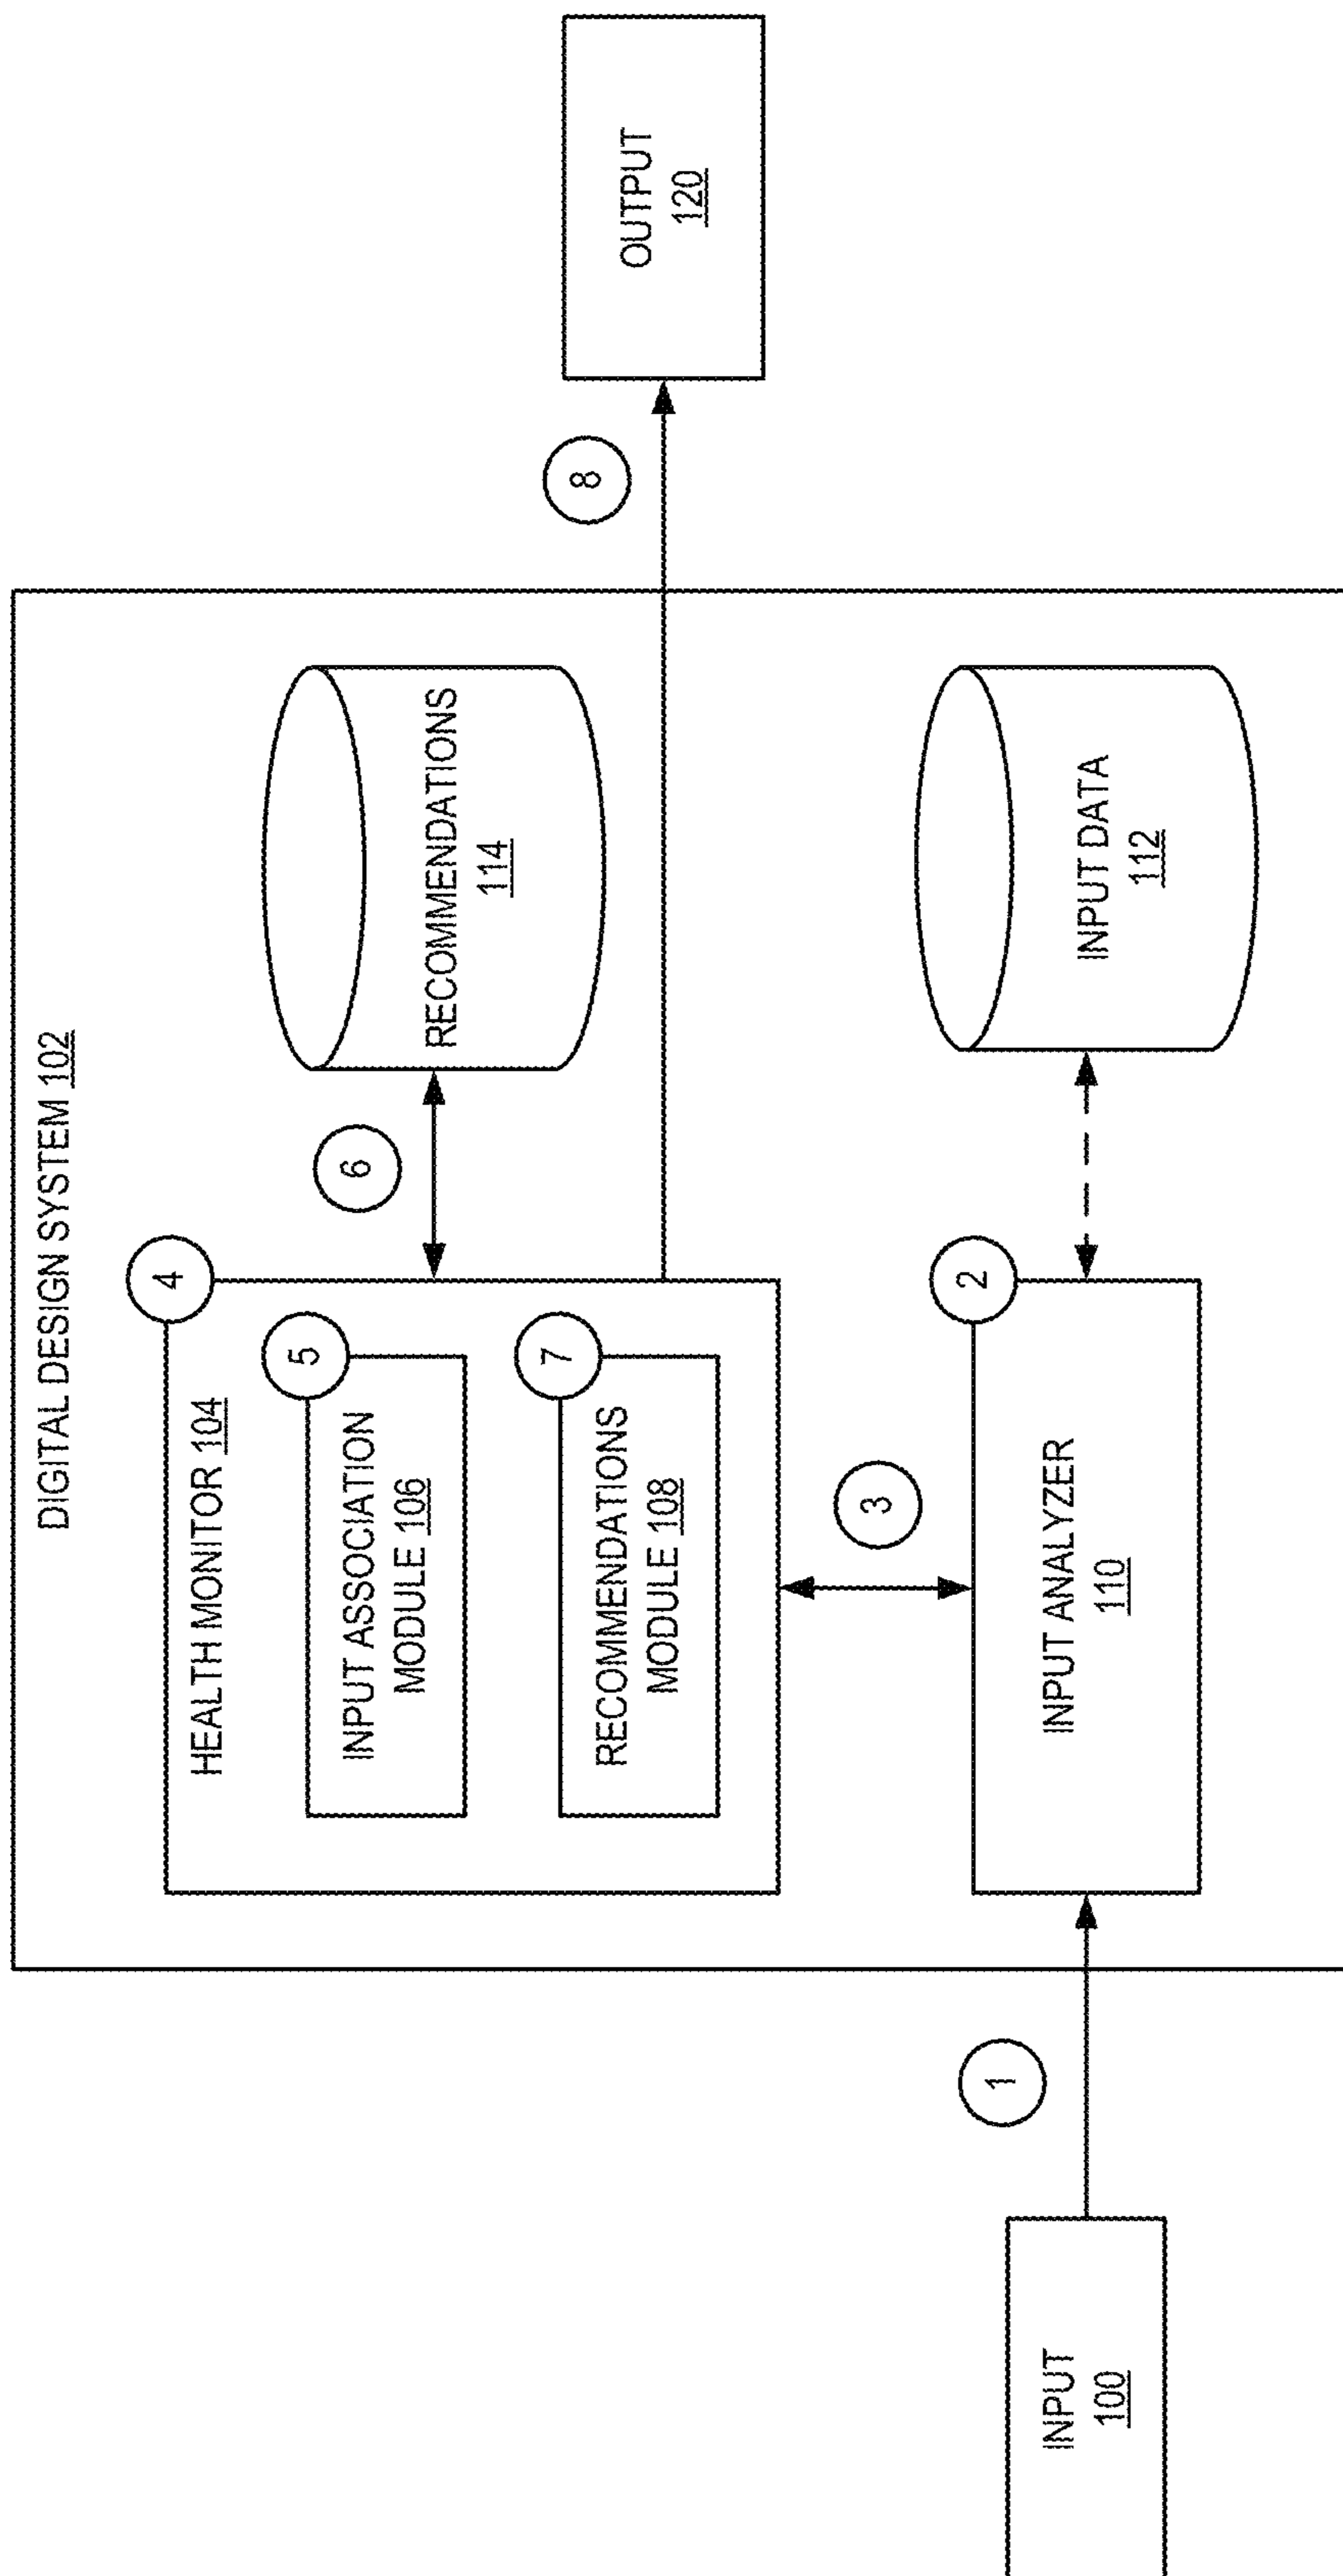 DIGITAL DESIGN SYSTEM 102
4
HEALTH MONITOR 104
5
INPUT ASSOCIATION
MODULE 106
7
RECOMMENDATIONS
MODULE 108
6
RECOMMENDATIONS
114
8
OUTPUT
120
3
2
INPUT ANALYZER
110
INPUT DATA
112
1
INPUT
100